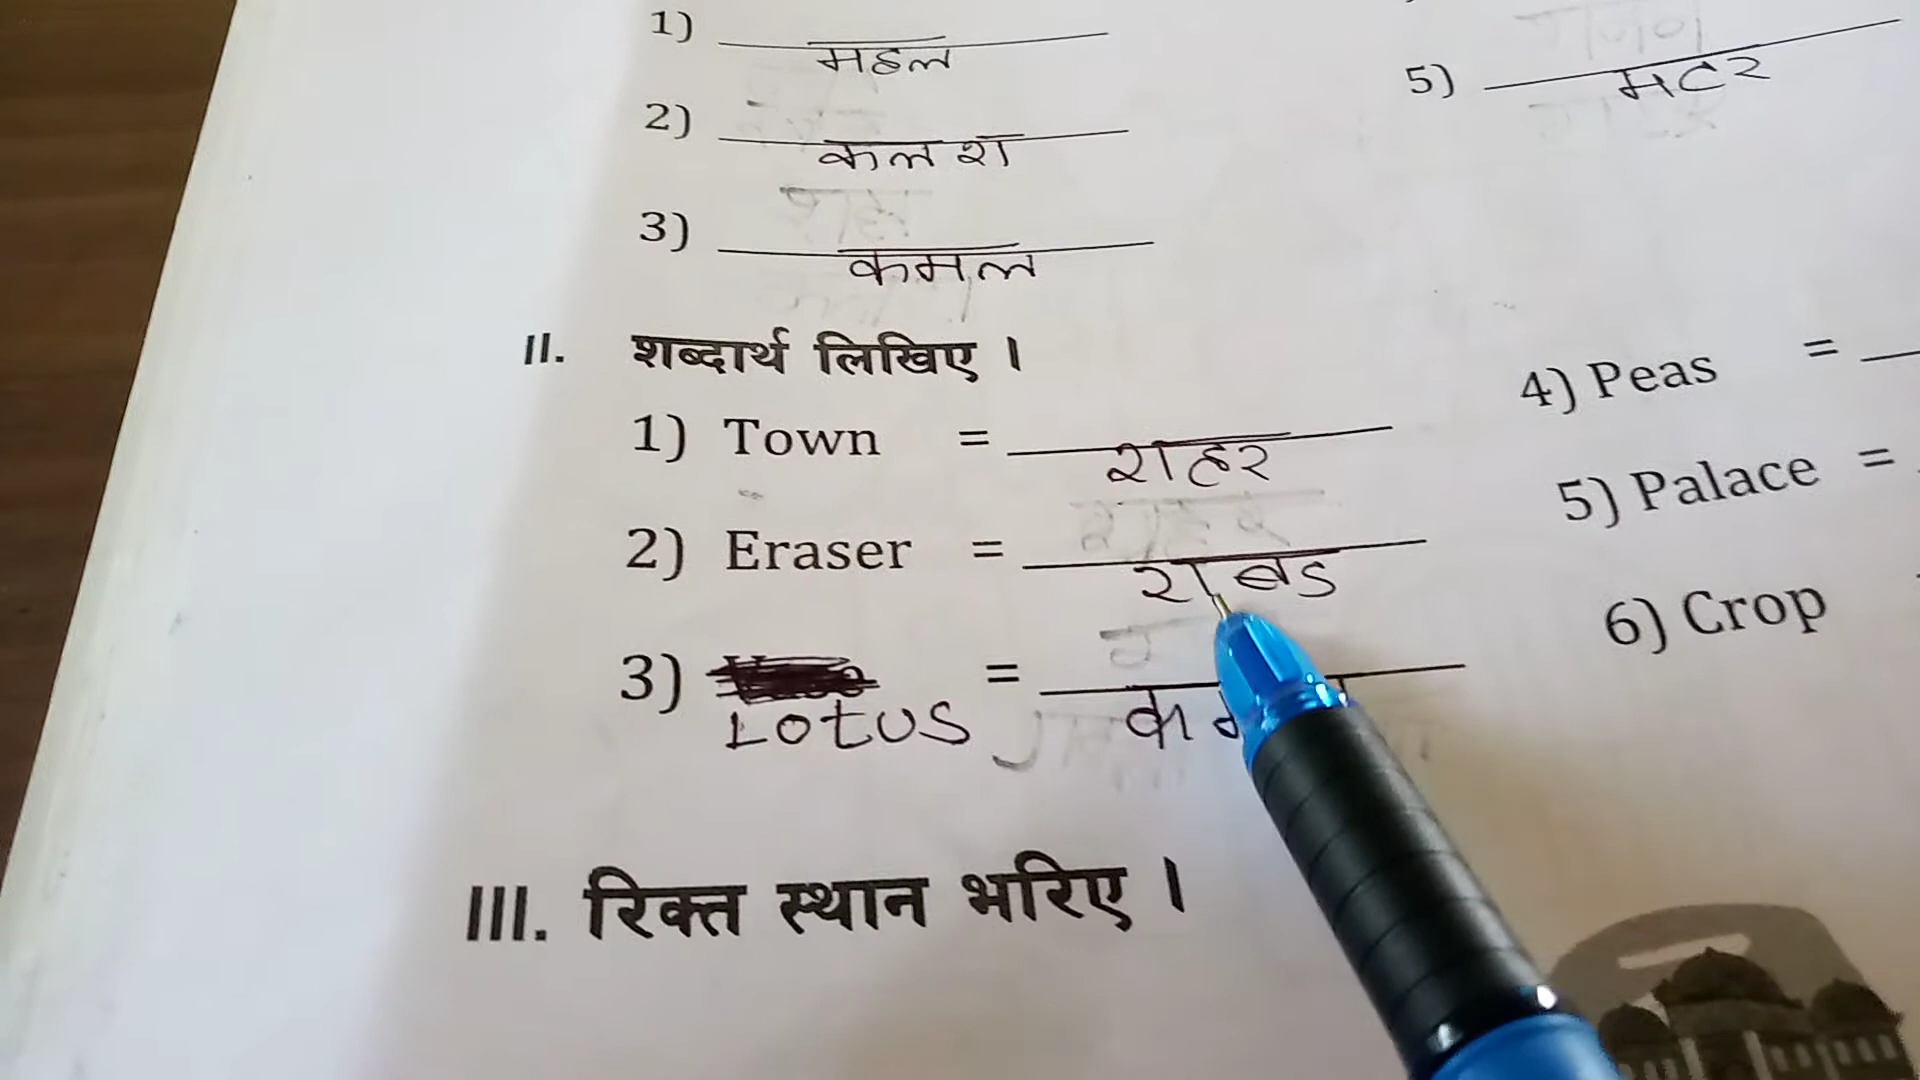 1) महल
2) कलश
3) कमल
5) मटर
II. शब्दार्थ लिखिए ।
1) Town = शहर
2) Eraser = राबड
3) Lotus =
4) Peas =
5) Palace =
6) Crop
III. रिक्त स्थान भरिए ।